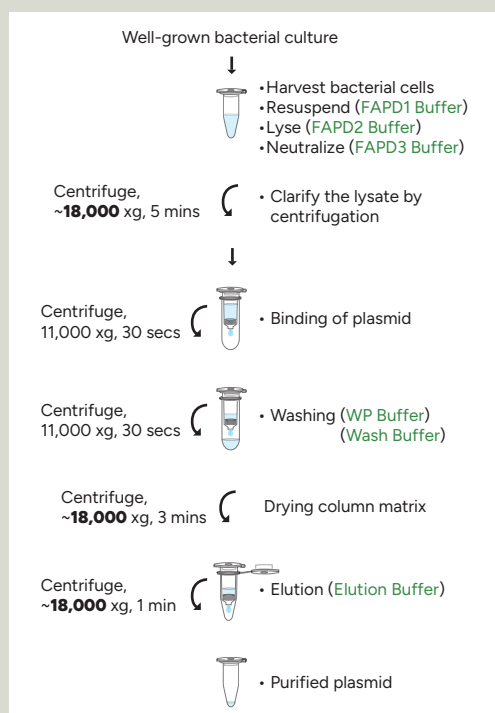 Well-grown bacterial culture
•Harvest bacterial cells
•Resuspend (FAPD1 Buffer)
•Lyse (FAPD2 Buffer)
•Neutralize (FAPD3 Buffer)
Centrifuge,
~18,000 xg, 5 mins
• Clarify the lysate by
centrifugation
Centrifuge,
11,000 xg, 30 secs
• Binding of plasmid
Centrifuge,
11,000 xg, 30 secs
• Washing (WP Buffer)
(Wash Buffer)
Centrifuge,
~18,000 xg, 3 mins
Drying column matrix
Centrifuge,
~18,000 xg, 1 min
• Elution (Elution Buffer)
• Purified plasmid